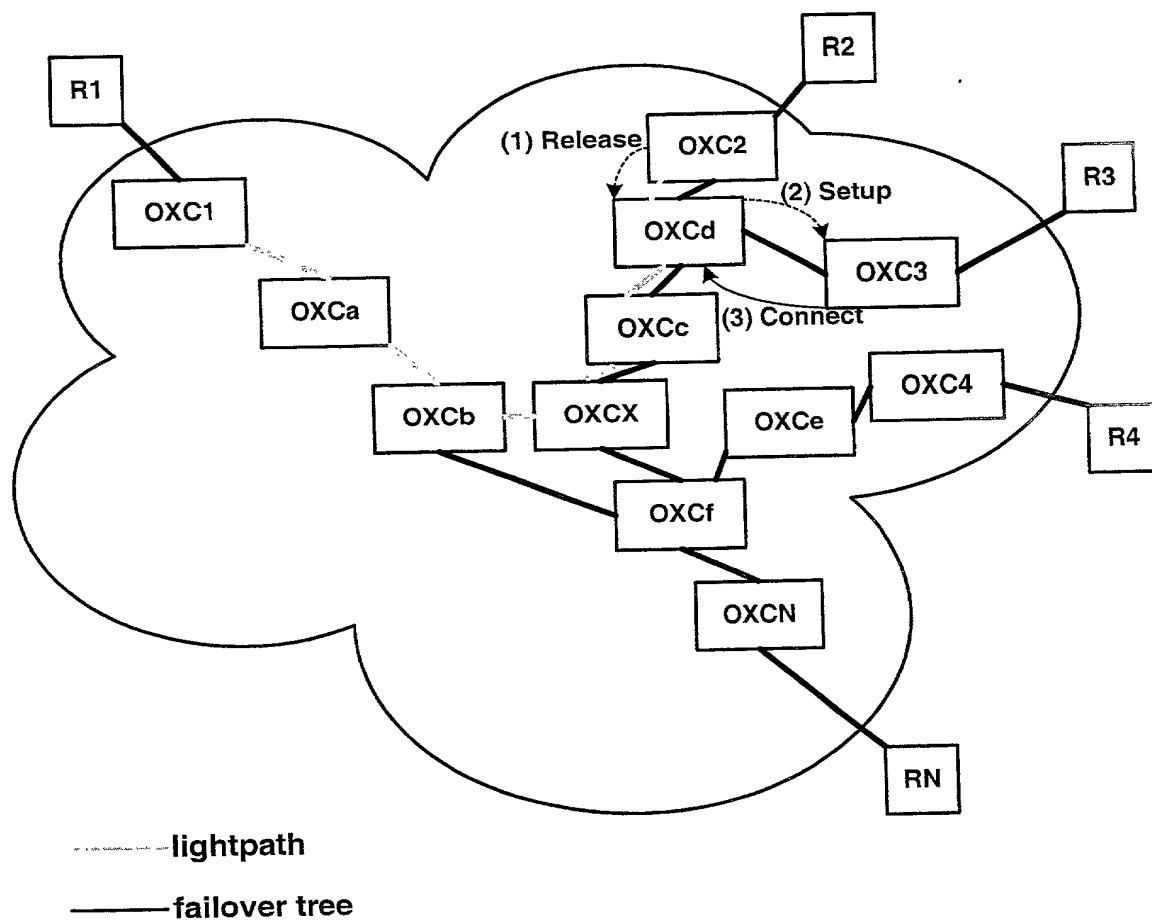 R2
R1
(1) Release
OXC2
R3
OXC1
(2) Setup
OXCd
OXC3
OXCa
OXCc
(3) Connect
OXC4
OXCb
OXCX
OXCe
R4
OXCf
OXCN
RN
lightpath
failover tree